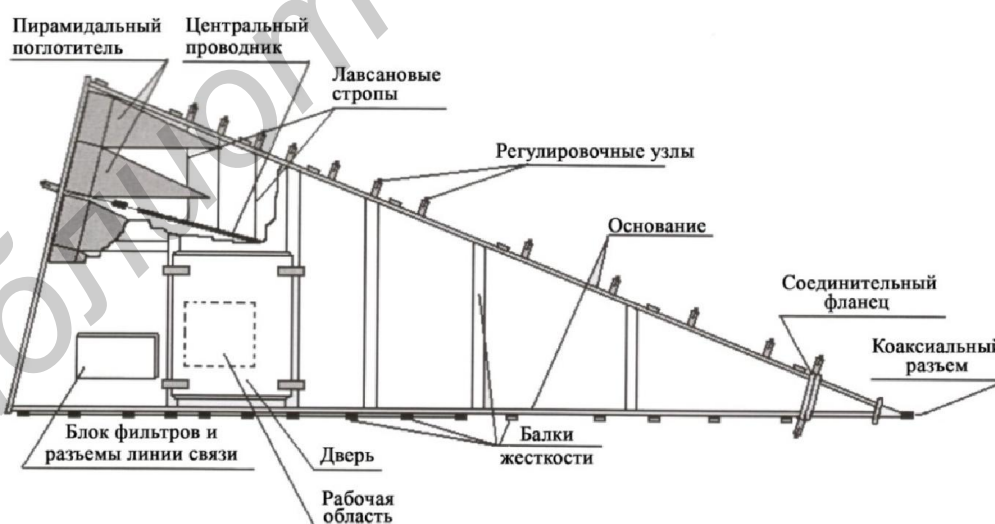 Пирамидальный
поглотитель
Центральный
проводник
Лавсановые
стропы
Регулировочные узлы
Основание
Соединительный
фланец
Коаксиальный
разъем
Блок фильтров и
разъемы линии связи
Дверь
Рабочая
область
Балки
жесткости